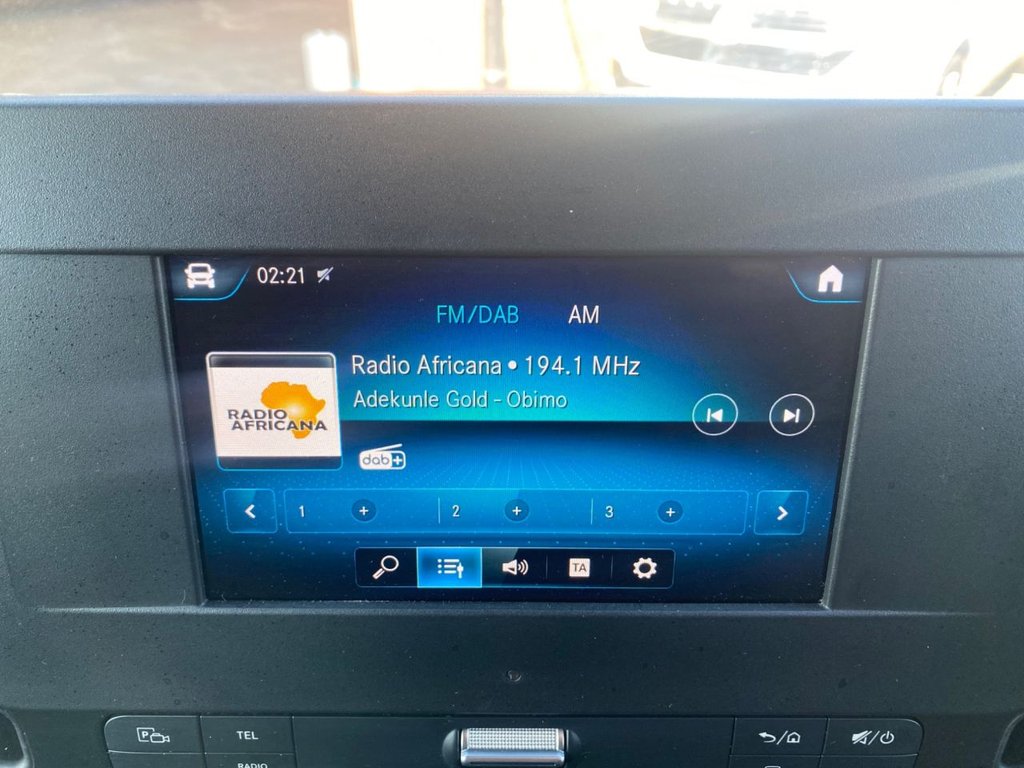 02:21
FM/DAB AM
Radio Africana • 194.1 MHz
Adekunle Gold - Obimo
RADIO
AFRICANA
dab+
1 + 2 + 3 +
TA
P
TEL
RADIO